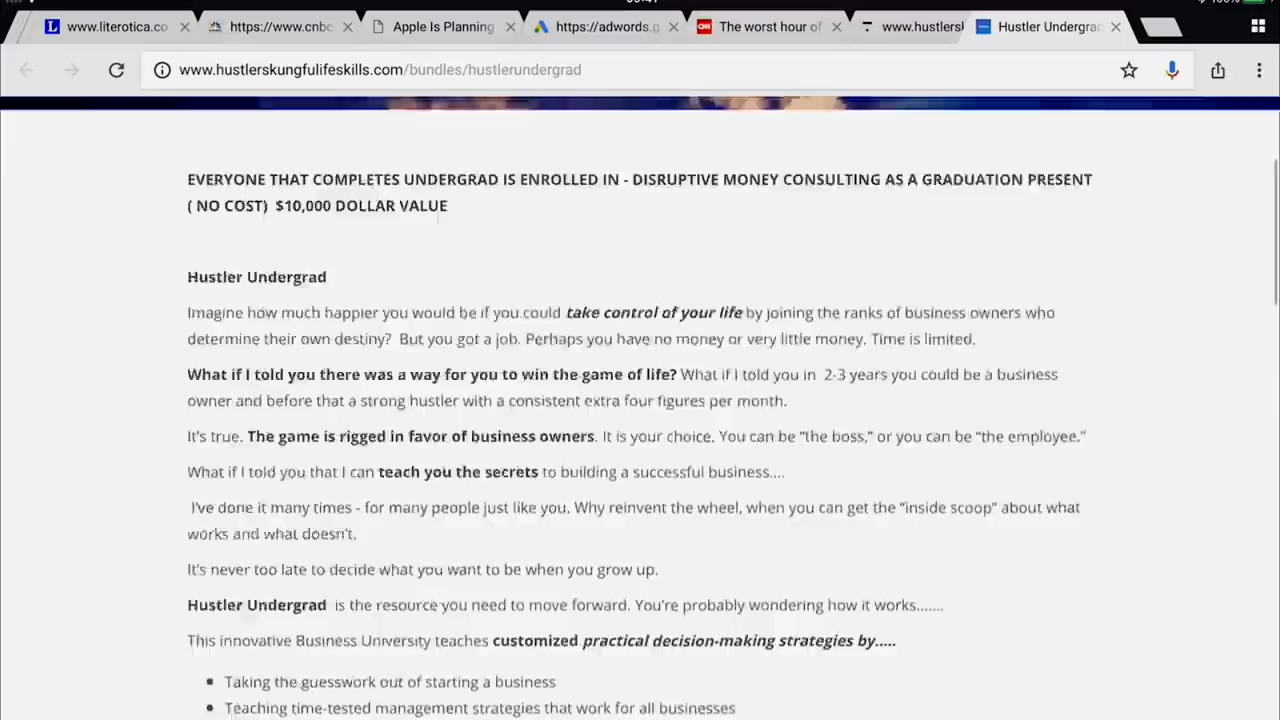 www.literotica.co
https://www.cnbc
Apple Is Planning
https://adwords.g
CNN
The worst hour of
www.hustlersk
Hustler Undergrad
www.hustlerskungfulifeskills.com/bundles/hustlerundergrad
EVERYONE THAT COMPLETES UNDERGRAD IS ENROLLED IN - DISRUPTIVE MONEY CONSULTING AS A GRADUATION PRESENT
( NO COST) $10,000 DOLLAR VALUE
Hustler Undergrad
Imagine how much happier you would be if you could take control of your life by joining the ranks of business owners who
determine their own destiny? But you got a job. Perhaps you have no money or very little money. Time is limited.
What if I told you there was a way for you to win the game of life? What if I told you in 2-3 years you could be a business
owner and before that a strong hustler with a consistent extra four figures per month.
It's true. The game is rigged in favor of business owners. It is your choice. You can be “the boss,” or you can be “the employee.”
What if I told you that I can teach you the secrets to building a successful business....
I've done it many times - for many people just like you. Why reinvent the wheel, when you can get the “inside scoop” about what
works and what doesn't.
It's never too late to decide what you want to be when you grow up.
Hustler Undergrad is the resource you need to move forward. You're probably wondering how it works.......
This innovative Business University teaches customized practical decision-making strategies by.....
Taking the guesswork out of starting a business
Teaching time-tested management strategies that work for all businesses